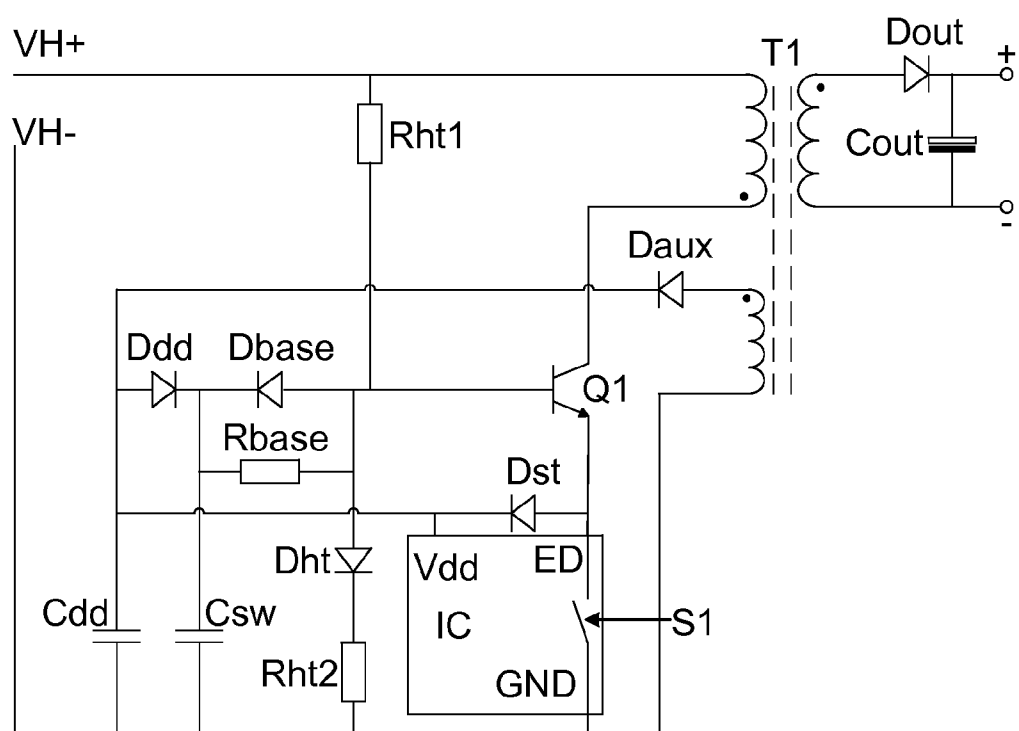 VH+
T1
Dout
+
VH-
Rht1
Cout
-
Daux
Ddd
Dbase
Q1
Rbase
Dst
Dht
Vdd
ED
Cdd
Csw
IC
S1
Rht2
GND